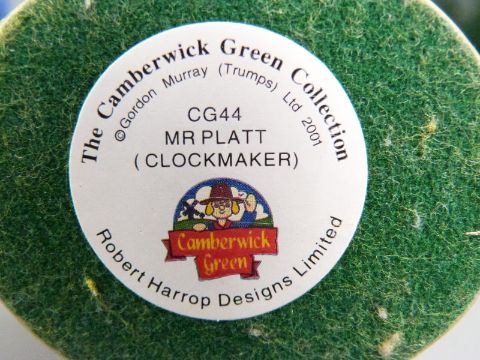 The Camberwick Green Collection
©Gordon Murray (Trumps) Ltd 2001
CG44
MR PLATT
( CLOCKMAKER)
Camberwick
Green
Robert Harrop Designs Limited